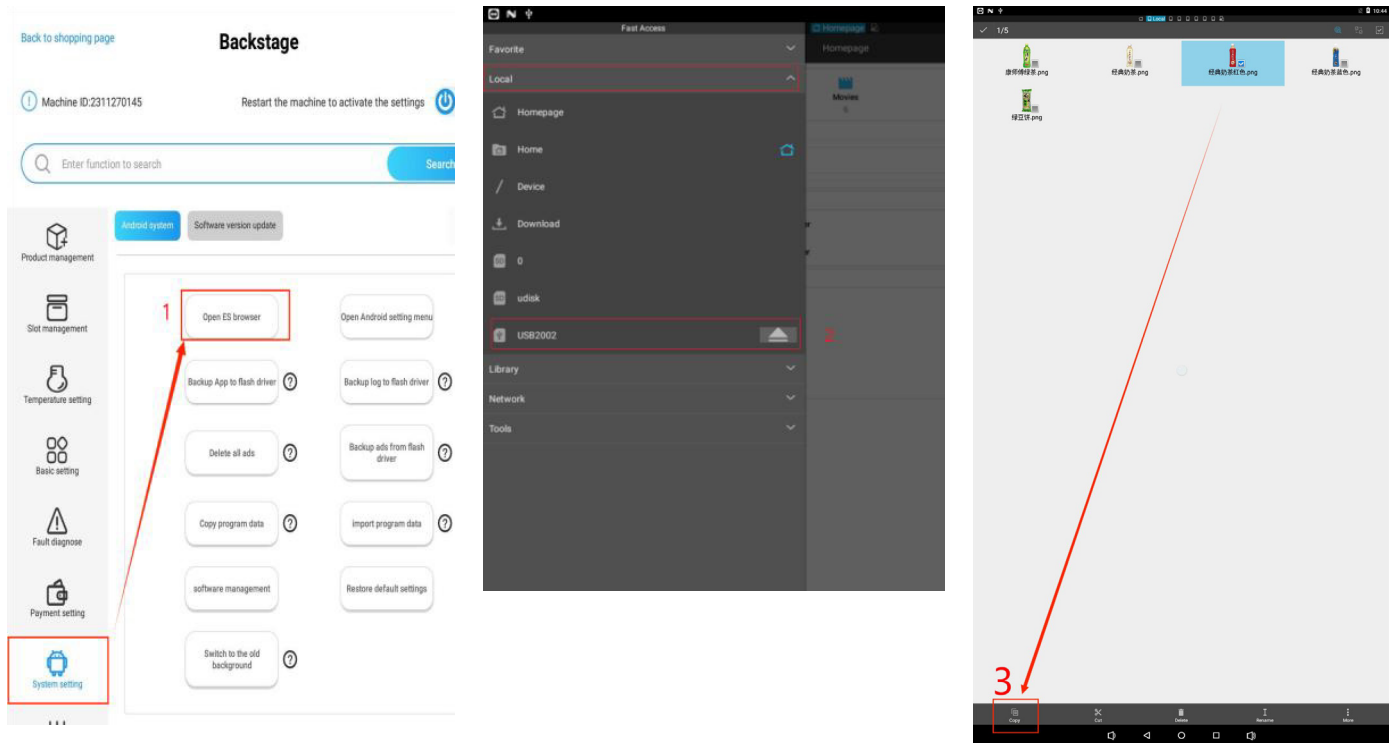 Back to shopping page
Backstage
Machine ID:2311270145
Restart the machine to activate the settings
Enter function to search
Search
Android system
Software version update
Product management
Slot management
Temperature setting
Basic setting
Fault diagnose
Payment setting
System setting
1
Open ES browser
Open Android setting menu
Backup App to flash driver
Backup log to flash driver
Delete all ads
Backup ads from flash
driver
Copy program data
import program data
software management
Restore default settings
Switch to the old
background
Fast Access
Homepage
Favorite
Homepage
Local
Movies
Homepage
Home
Device
Download
0
udisk
USB2002
2
Library
Network
Tools
10:44
Local
1/5
康师傅绿茶.png
经典奶茶.png
经典奶茶红色.png
经典奶茶蓝色.png
绿豆饼.png
3
Copy
Cut
Delete
Rename
More